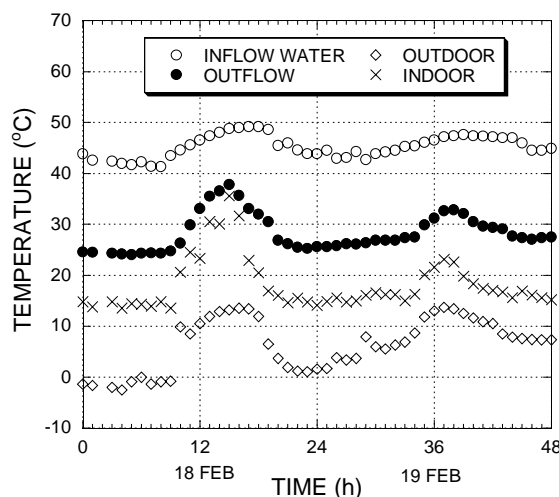 70
60
50
40
30
20
10
0
-10
TEMPERATURE (°C)
INFLOW WATER
OUTFLOW
OUTDOOR
INDOOR
0 12 24 36 48
18 FEB 19 FEB
TIME (h)